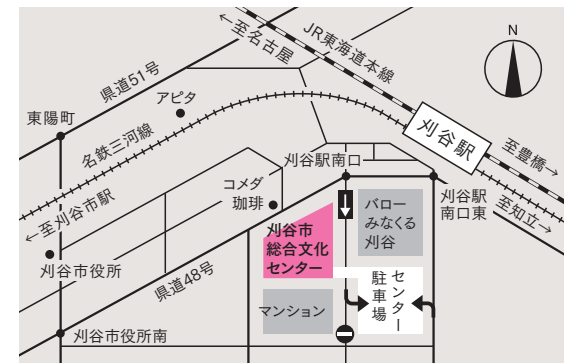 N
←至名古屋
JR東海道本線
県道51号
アピタ
東陽町
名鉄三河線
刈谷駅
至豊橋→
刈谷駅南口
コメダ
珈琲
刈谷駅
南口東
至知立→
バロー
みなくる
刈谷
←至刈谷市駅
刈谷市
総合文化
センター
刈谷市役所
県道48号
マンション
センター
駐車場
刈谷市役所南